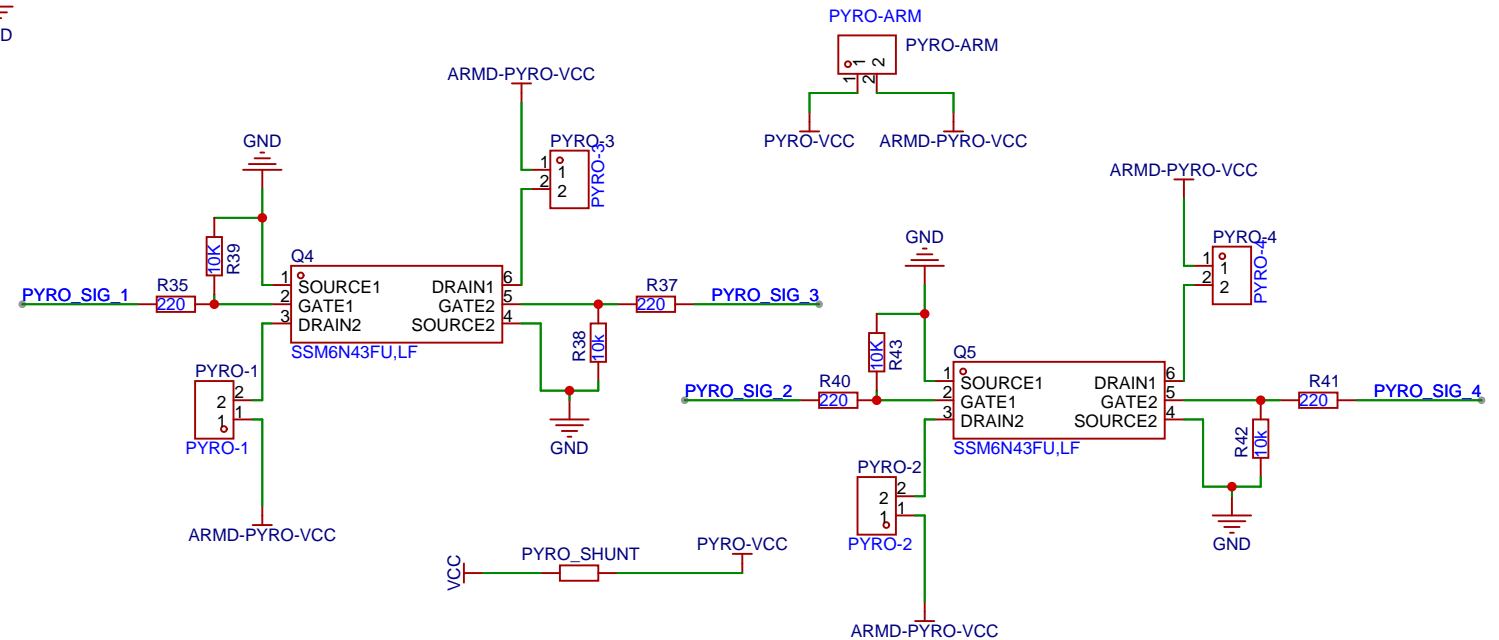 D
PYRO-ARM
PYRO-ARM
1 2
1 2
PYRO-VCC
ARMD-PYRO-VCC
ARMD-PYRO-VCC
GND
PYRO-3
PYRO-3
1
2
1
2
10K
R39
Q4
PYRO_SIG_1
R35
220
1
2
3
SOURCE1
GATE1
DRAIN2
DRAIN1
GATE2
SOURCE2
6
5
4
SSM6N43FU,LF
R37
220
PYRO_SIG_3
R38
10k
GND
PYRO-1
2
1
2
1
PYRO-1
ARMD-PYRO-VCC
ARMD-PYRO-VCC
GND
PYRO-4
PYRO-4
1
2
1
2
10K
R43
Q5
PYRO_SIG_2
R40
220
1
2
3
SOURCE1
GATE1
DRAIN2
DRAIN1
GATE2
SOURCE2
6
5
4
SSM6N43FU,LF
R41
220
PYRO_SIG_4
R42
10k
GND
PYRO-2
2
1
2
1
PYRO-2
ARMD-PYRO-VCC
VCC
PYRO_SHUNT
PYRO-VCC